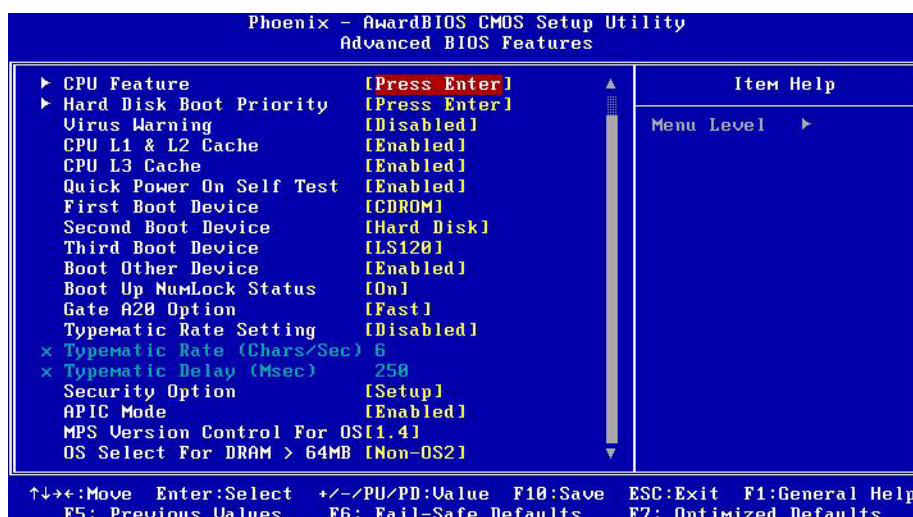 Phoenix - AwardBIOS CMOS Setup Utility
Advanced BIOS Features
► CPU Feature [Press Enter]
► Hard Disk Boot Priority [Press Enter]
Virus Warning [Disabled]
CPU L1 & L2 Cache [Enabled]
CPU L3 Cache [Enabled]
Quick Power On Self Test [Enabled]
First Boot Device [CDROM]
Second Boot Device [Hard Disk]
Third Boot Device [LS120]
Boot Other Device [Enabled]
Boot Up NumLock Status [On]
Gate A20 Option [Fast]
Typematic Rate Setting [Disabled]
x Typematic Rate (Chars/Sec) 6
x Typematic Delay (Msec) 250
Security Option [Setup]
APIC Mode [Enabled]
MPS Version Control For OS[1.4]
OS Select For DRAM > 64MB [Non-OS2]
Item Help
Menu Level ►
↑↓→←:Move Enter:Select +/-/PU/PD:Value F10:Save ESC:Exit F1:General Help
F5: Previous Values F6: Fail-Safe Defaults F7: Optimized Defaults